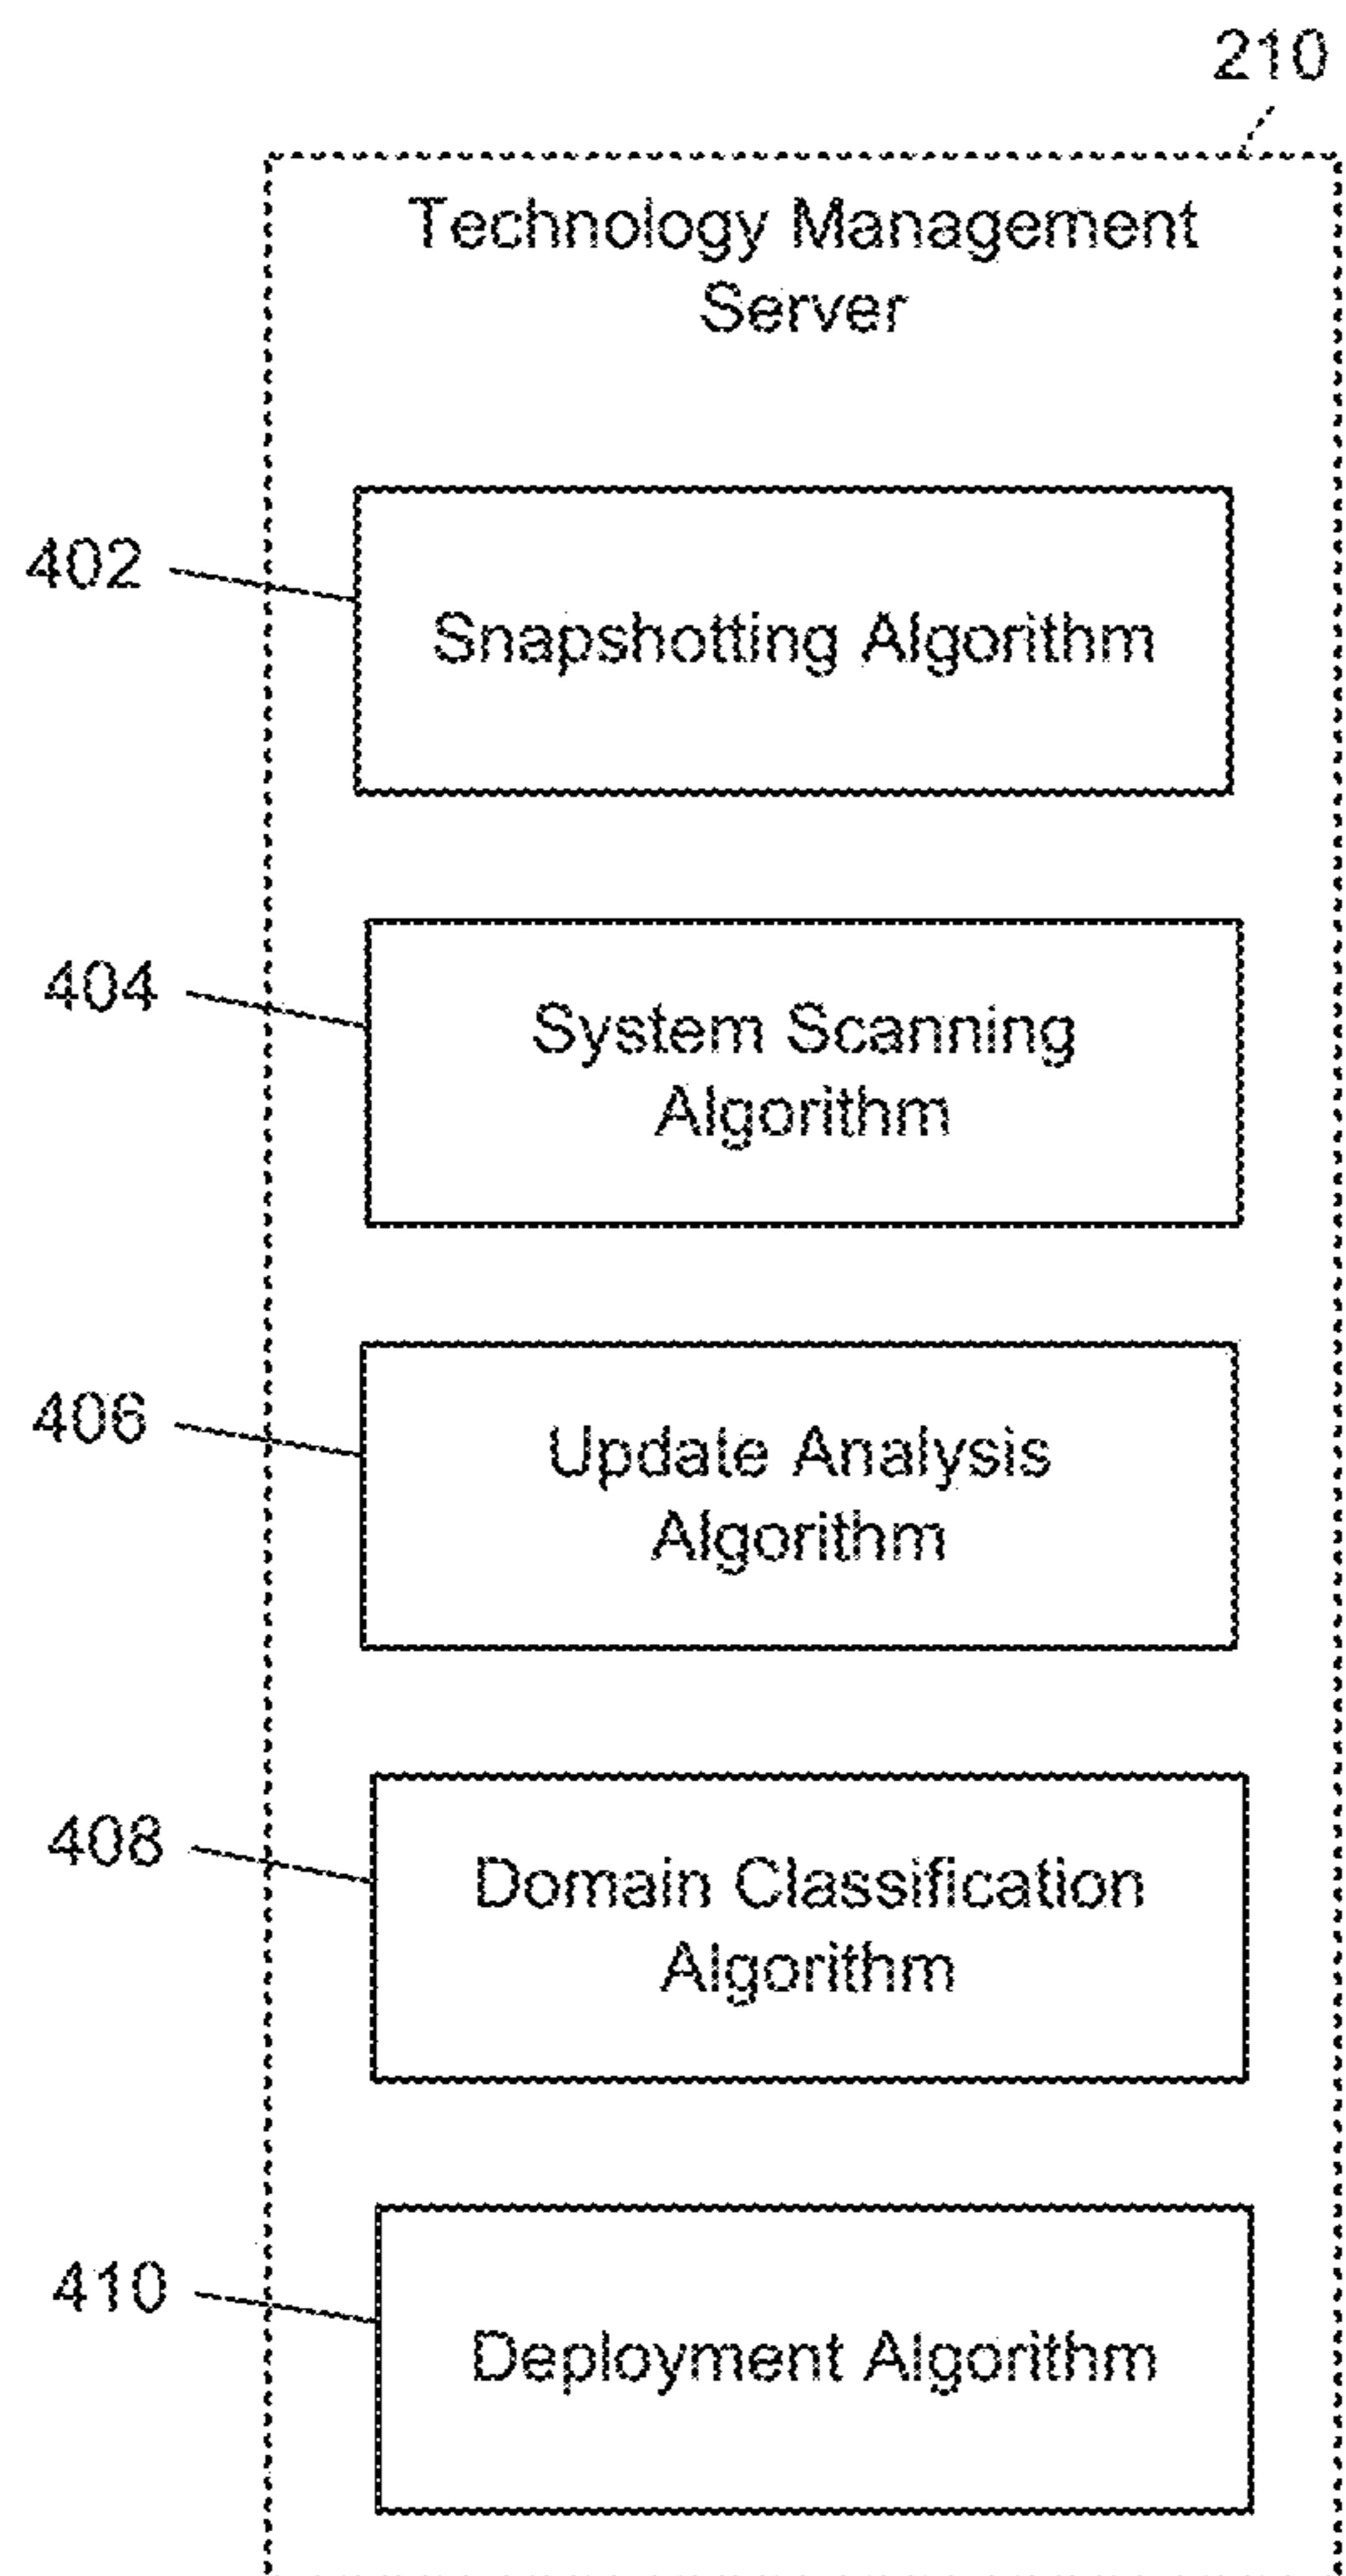 210
Technology Management
Server
402
Snapshotting Algorithm
404
System Scanning
Algorithm
406
Update Analysis
Algorithm
408
Domain Classification
Algorithm
410
Deployment Algorithm